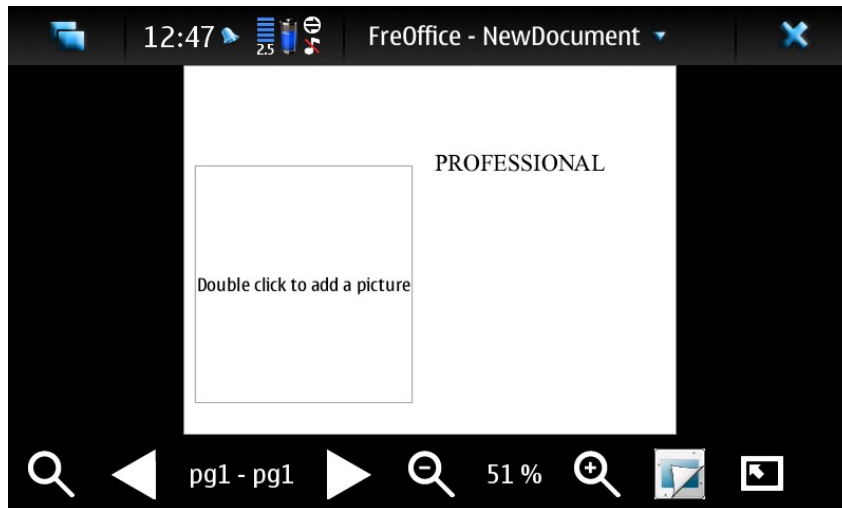 12:47
2.5
FreOffice - NewDocument
PROFESSIONAL
Double click to add a picture
pg1 - pg1
51 %